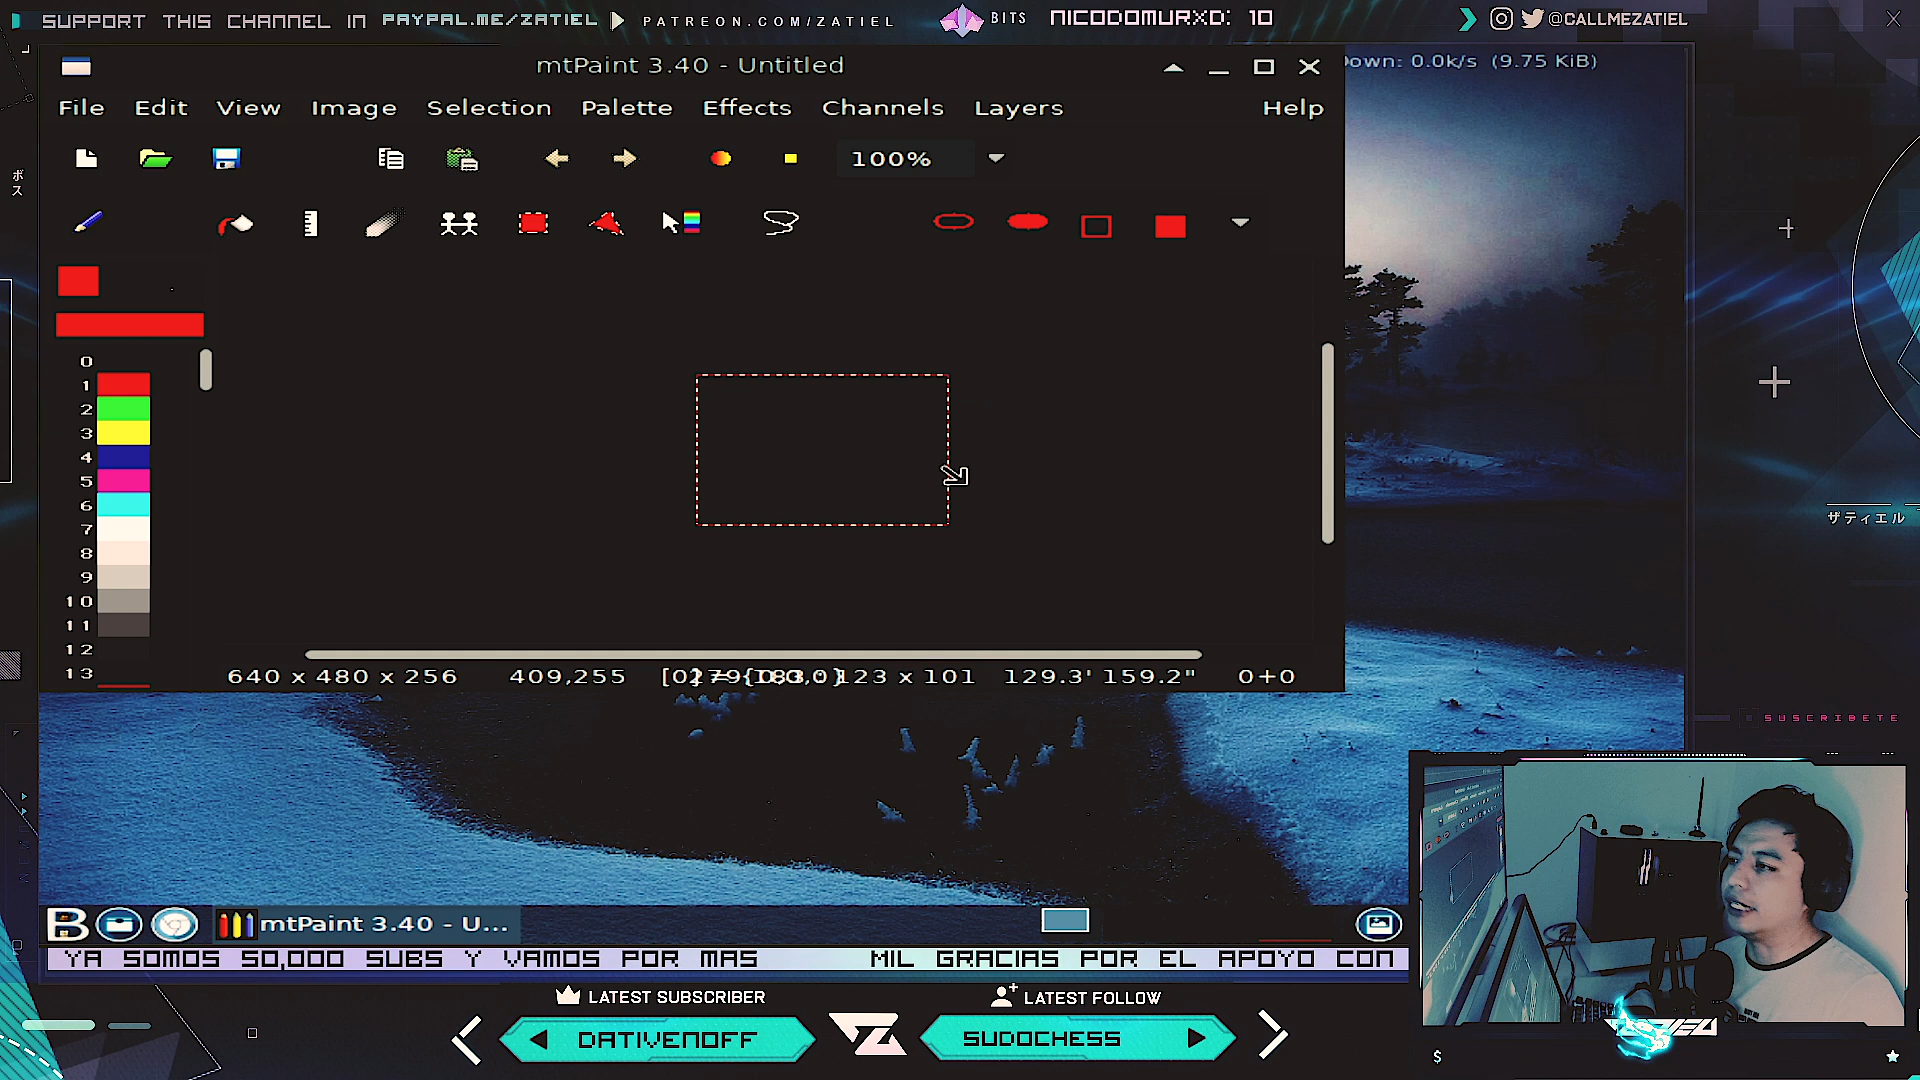 SUPPORT THIS CHANNEL IN PAYPAL.ME/ZATIEL PATREON.COM/ZATIEL BITS NICODOMURXD: 10 @CALLMEZATIEL
mtPaint 3.40 - Untitled
Down: 0.0k/s (9.75 KiB)
File Edit View Image Selection Palette Effects Channels Layers Help
100%
ボス
0
1
2
3
4
5
6
7
8
9
10
11
12
13
640 x 480 x 256 409,255 123 x 101 129.3' 159.2" 0+0
ザティエル
SUSCRIBETE
B mtPaint 3.40 - U...
YA SOMOS 50,000 SUBS Y VAMOS POR MAS MIL GRACIAS POR EL APOYO CON
LATEST SUBSCRIBER LATEST FOLLOW
DATIVENOFF SUDOCHESS
$